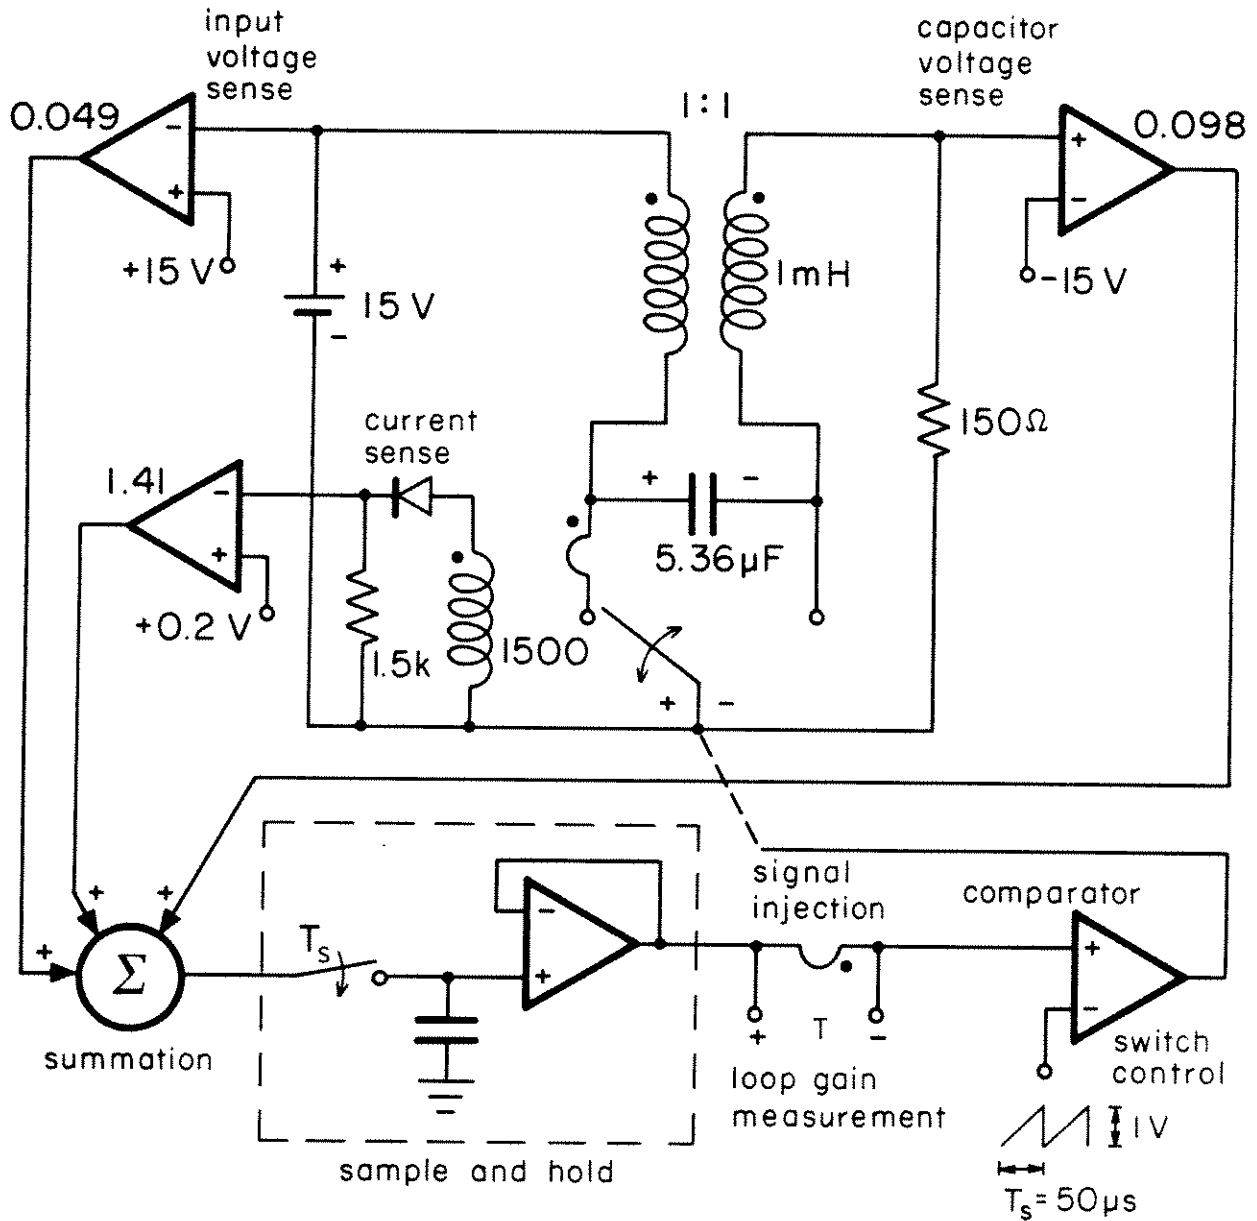 input
voltage
sense
capacitor
voltage
sense
0.049
1:1
0.098
-
+
+
-
+15 V
+
15 V
-
1mH
-15 V
current
sense
150Ω
1.41
-
+
+
-
5.36µF
+0.2 V
1.5k
1500
+ -
signal
injection
comparator
+
+
+
Σ
summation
Ts
-
+
+
T
-
+
-
loop gain
measurement
switch
control
1V
sample and hold
Ts = 50µs